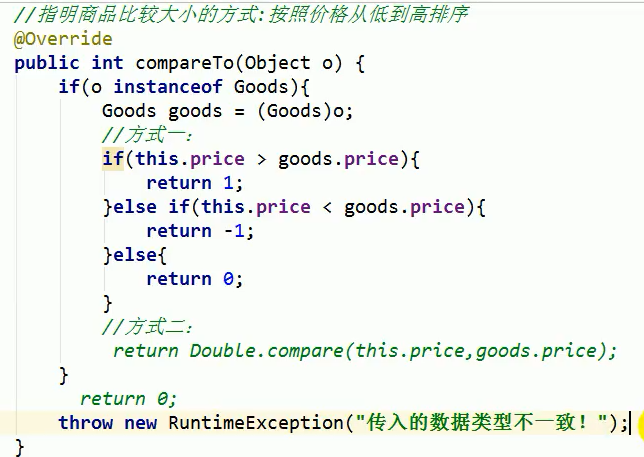 //指明商品比较大小的方式:按照价格从低到高排序
@Override
public int compareTo(Object o) {
if(o instanceof Goods){
Goods goods = (Goods)o;
//方式一：
if(this.price > goods.price){
return 1;
}else if(this.price < goods.price){
return -1;
}else{
return 0;
}
//方式二：
return Double.compare(this.price,goods.price);
}
return 0;
throw new RuntimeException("传入的数据类型不一致！");
}